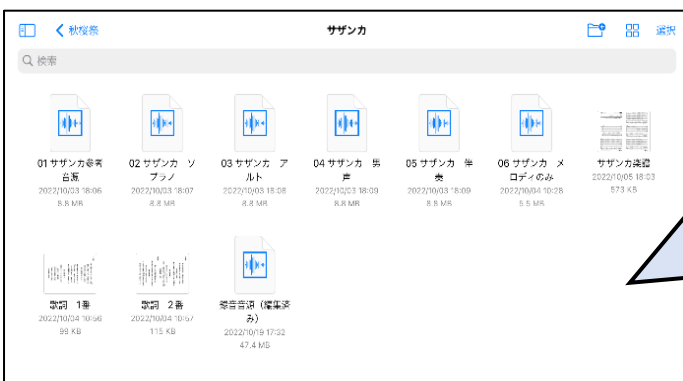 秋桜祭
サザンカ
選択
検索
01 サザンカ参考
音源
2022/10/03 18:06
8.8 MB
02 サザンカ ソ
プラノ
2022/10/03 18:07
8.8 MB
03 サザンカ ア
ルト
2022/10/03 18:08
8.8 MB
04 サザンカ 男
声
2022/10/03 18:09
8.8 MB
05 サザンカ 伴
奏
2022/10/03 18:09
8.8 MB
06 サザンカ メ
ロディのみ
2022/10/04 10:28
5.5 MB
サザンカ楽譜
2022/10/05 18:03
573 KB
歌詞 1番
2022/10/04 10:56
99 KB
歌詞 2番
2022/10/04 10:57
115 KB
録音音源（編集済
み）
2022/10/19 17:32
47.4 MB